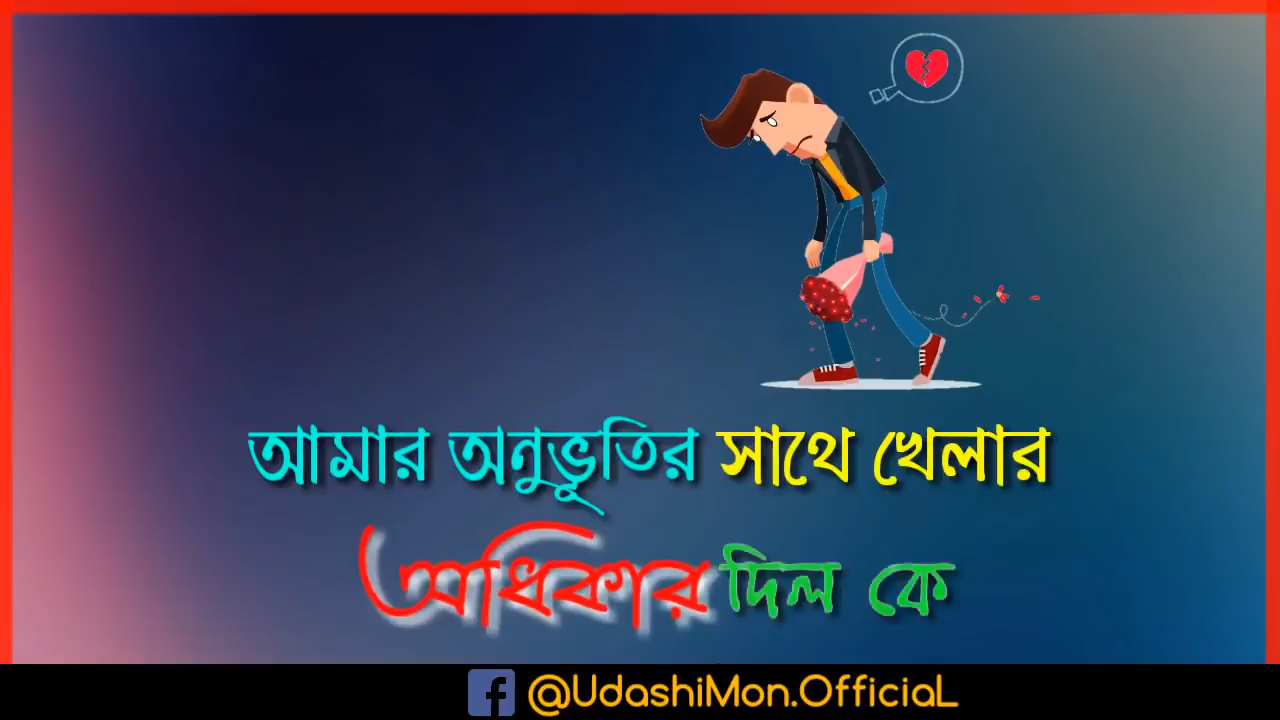 আমার অনুভূতির সাথে খেলার
অধিকার দিল কে
@UdashiMon.OfficiaL